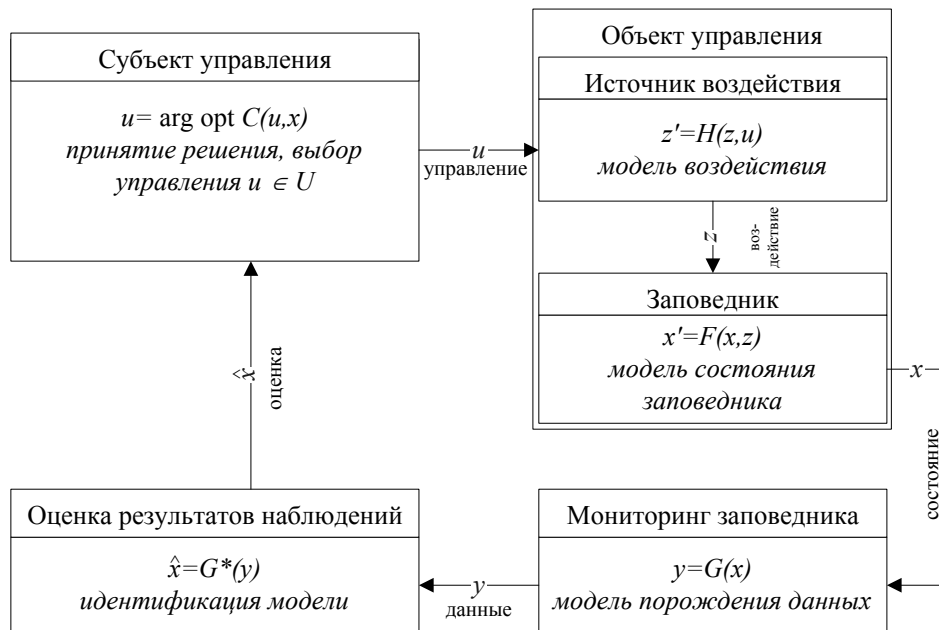 Субъект управления
u= arg opt C(u,x)
принятие решения, выбор
управления u ∈ U
u
управление
Объект управления
Источник воздействия
z'=H(z,u)
модель воздействия
z
воз-
действие
Заповедник
x'=F(x,z)
модель состояния
заповедника
x
состояние
Мониторинг заповедника
y=G(x)
модель порождения данных
y
данные
Оценка результатов наблюдений
x̂=G*(y)
идентификация модели
x̂
оценка